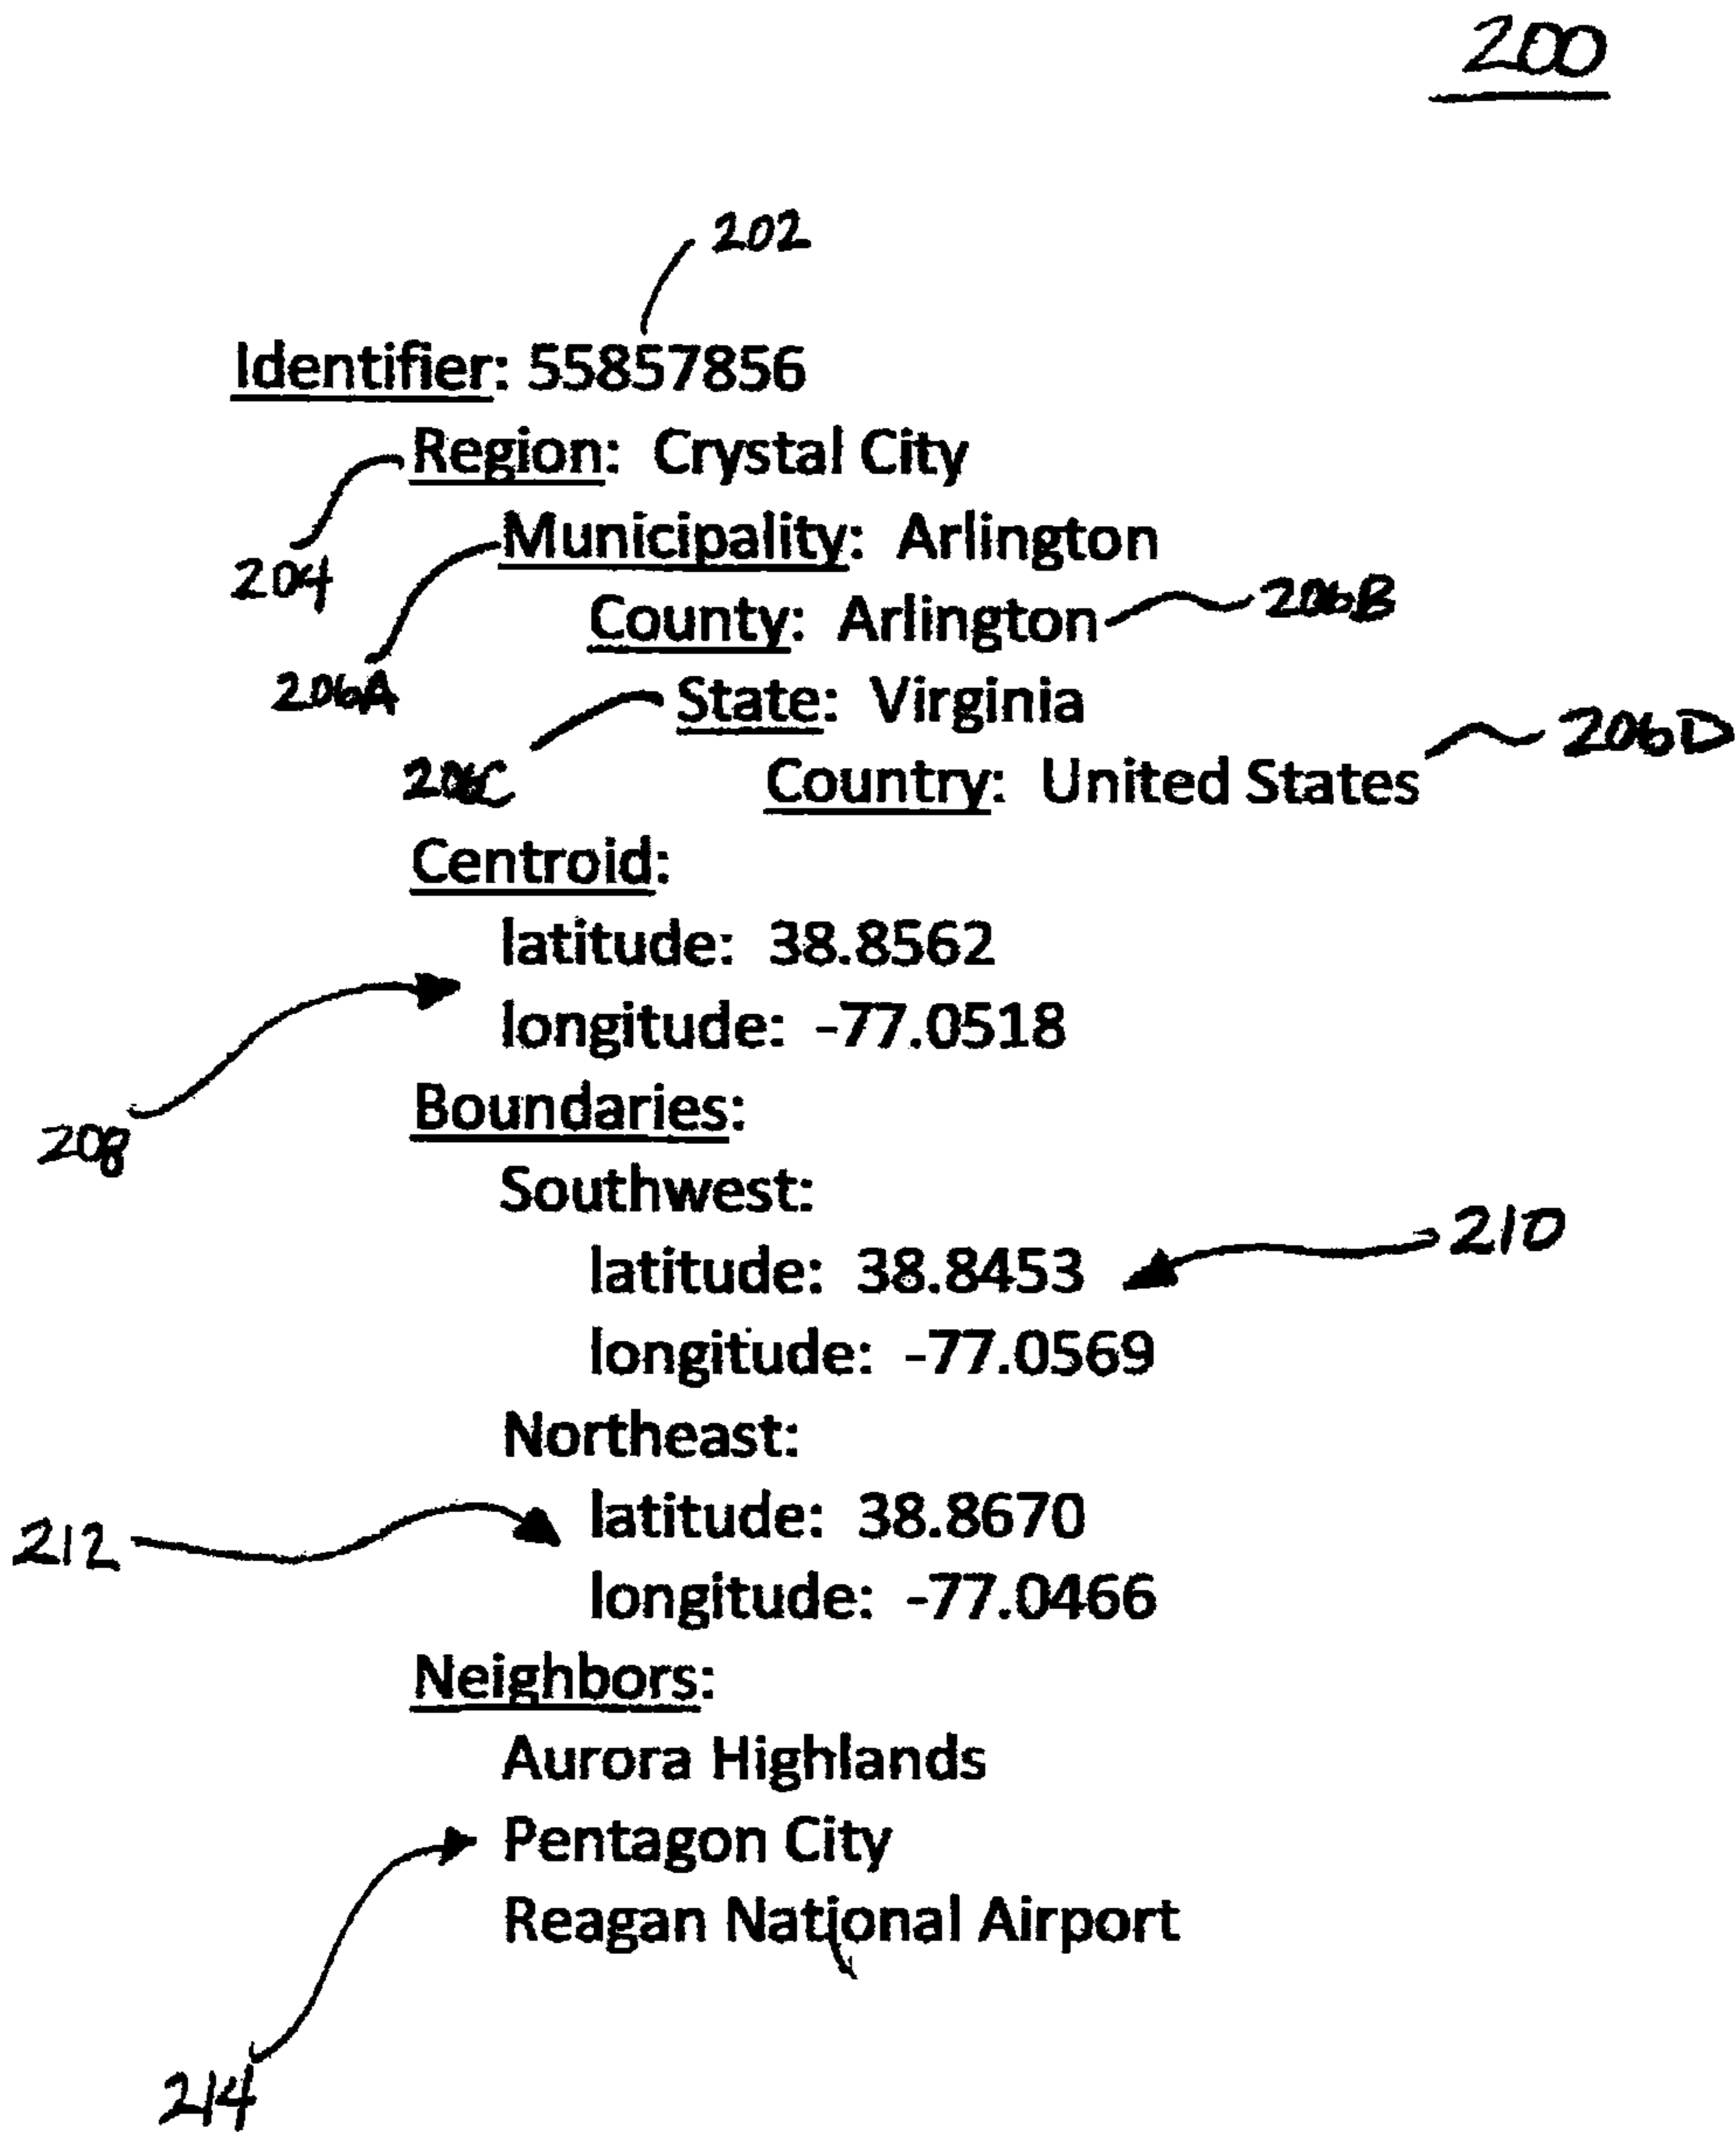 200
202
Identifier: 55857856
Region: Crystal City
204
Municipality: Arlington
206A
County: Arlington 206B
State: Virginia
206C
Country: United States 206D
Centroid:
latitude: 38.8562
longitude: -77.0518
208
Boundaries:
Southwest:
latitude: 38.8453 210
longitude: -77.0569
Northeast:
212 latitude: 38.8670
longitude: -77.0466
Neighbors:
Aurora Highlands
Pentagon City
Reagan National Airport
214